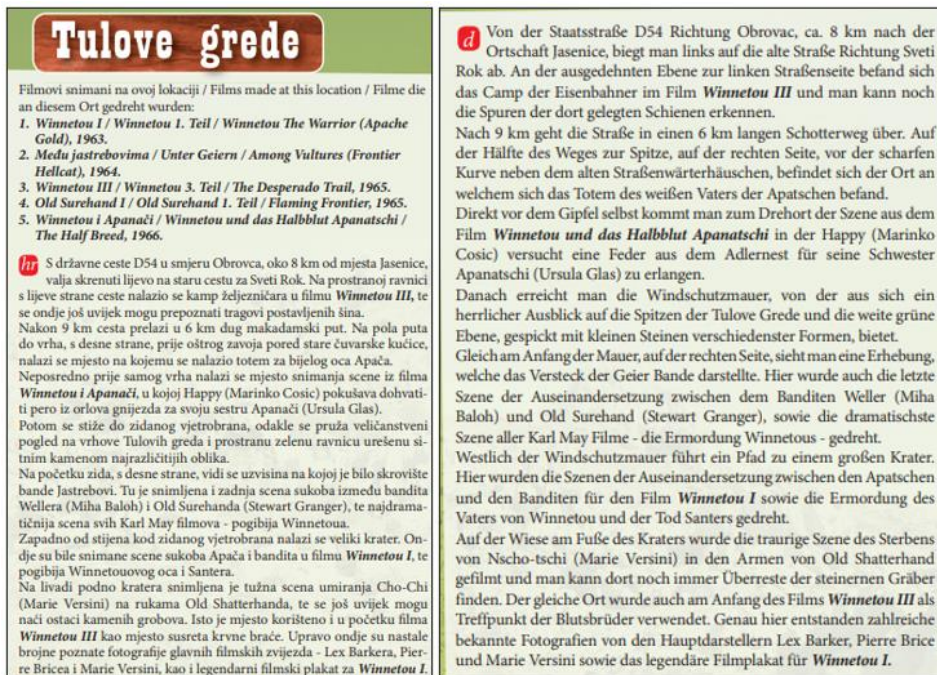 Tulove grede
Filmovi snimani na ovoj lokaciji / Films made at this location / Filme die
an diesem Ort gedreht wurden:
1. Winnetou I / Winnetou 1. Teil / Winnetou The Warrior (Apache
Gold), 1963.
2. Među jastrebovima / Unter Geiern / Among Vultures (Frontier
Hellcat), 1964.
3. Winnetou III / Winnetou 3. Teil / The Desperado Trail, 1965.
4. Old Surehand I / Old Surehand 1. Teil / Flaming Frontier, 1965.
5. Winnetou i Apanači / Winnetou und das Halbblut Apanatschi /
The Half Breed, 1966.
hr S državne ceste D54 u smjeru Obrovca, oko 8 km od mjesta Jasenice,
valja skrenuti lijevo na staru cestu za Sveti Rok. Na prostranoj ravnici
s lijeve strane ceste nalazio se kamp željezničara u filmu Winnetou III, te
se ondje još uvijek mogu prepoznati tragovi postavljenih šina.
Nakon 9 km cesta prelazi u 6 km dug makadamski put. Na pola puta
do vrha, s desne strane, prije oštrog zavoja pored stare čuvarske kućice,
nalazi se mjesto na kojemu se nalazio totem za bijelog oca Apača.
Neposredno prije samog vrha nalazi se mjesto snimanja scene iz filma
Winnetou i Apanači, u kojoj Happy (Marinko Cosic) pokušava dohvati-
ti pero iz orlova gnijezda za svoju sestru Apanači (Ursula Glas).
Potom se stiže do zidanog vjetrobrana, odakle se pruža veličanstveni
pogled na vrhove Tulovih greda i prostranu zelenu ravnicu urešenu si-
tnim kamenom najrazličitijih oblika.
Na početku zida, s desne strane, vidi se uzvisina na kojoj je bilo skrovište
bande Jastrebovi. Tu je snimljena i zadnja scena sukoba između bandita
Wellera (Miha Baloh) i Old Surehanda (Stewart Granger), te najdrama-
tičnija scena svih Karl May filmova - pogibija Winnetoua.
Zapadno od stijena kod zidanog vjetrobrana nalazi se veliki krater. On-
dje su bile snimane scene sukoba Apača i bandita u filmu Winnetou I, te
pogibija Winnetouovog oca i Santera.
Na livadi podno kratera snimljena je tužna scena umiranja Cho-Chi
(Marie Versini) na rukama Old Shatterhanda, te se još uvijek mogu
naći ostaci kamenih grobova. Isto je mjesto korišteno i u početku filma
Winnetou III kao mjesto susreta krvne braće. Upravo ondje su nastale
brojne poznate fotografije glavnih filmskih zvijezda - Lex Barkera, Pier-
re Bricea i Marie Versini, kao i legendarni filmski plakat za Winnetou I.
d Von der Staatsstraße D54 Richtung Obrovac, ca. 8 km nach der
Ortschaft Jasenice, biegt man links auf die alte Straße Richtung Sveti
Rok ab. An der ausgedehnten Ebene zur linken Straßenseite befand sich
das Camp der Eisenbahner im Film Winnetou III und man kann noch
die Spuren der dort gelegten Schienen erkennen.
Nach 9 km geht die Straße in einen 6 km langen Schotterweg über. Auf
der Hälfte des Weges zur Spitze, auf der rechten Seite, vor der scharfen
Kurve neben dem alten Straßenwärterhäuschen, befindet sich der Ort an
welchem sich das Totem des weißen Vaters der Apatschen befand.
Direkt vor dem Gipfel selbst kommt man zum Drehort der Szene aus dem
Film Winnetou und das Halbblut Apanatschi in der Happy (Marinko
Cosic) versucht eine Feder aus dem Adlernest für seine Schwester
Apanatschi (Ursula Glas) zu erlangen.
Danach erreicht man die Windschutzmauer, von der aus sich ein
herrlicher Ausblick auf die Spitzen der Tulove Grede und die weite grüne
Ebene, gespickt mit kleinen Steinen verschiedenster Formen, bietet.
Gleich am Anfang der Mauer, auf der rechten Seite, sieht man eine Erhebung,
welche das Versteck der Geier Bande darstellte. Hier wurde auch die letzte
Szene der Auseinandersetzung zwischen dem Banditen Weller (Miha
Baloh) und Old Surehand (Stewart Granger), sowie die dramatischste
Szene aller Karl May Filme - die Ermordung Winnetous - gedreht.
Westlich der Windschutzmauer führt ein Pfad zu einem großen Krater.
Hier wurden die Szenen der Auseinandersetzung zwischen den Apatschen
und den Banditen für den Film Winnetou I sowie die Ermordung des
Vaters von Winnetou und der Tod Santers gedreht.
Auf der Wiese am Fuße des Kraters wurde die traurige Szene des Sterbens
von Nscho-tschi (Marie Versini) in den Armen von Old Shatterhand
gefilmt und man kann dort noch immer Überreste der steinernen Gräber
finden. Der gleiche Ort wurde auch am Anfang des Films Winnetou III als
Treffpunkt der Blutsbrüder verwendet. Genau hier entstanden zahlreiche
bekannte Fotografien von den Hauptdarstellern Lex Barker, Pierre Brice
und Marie Versini sowie das legendäre Filmplakat für Winnetou I.